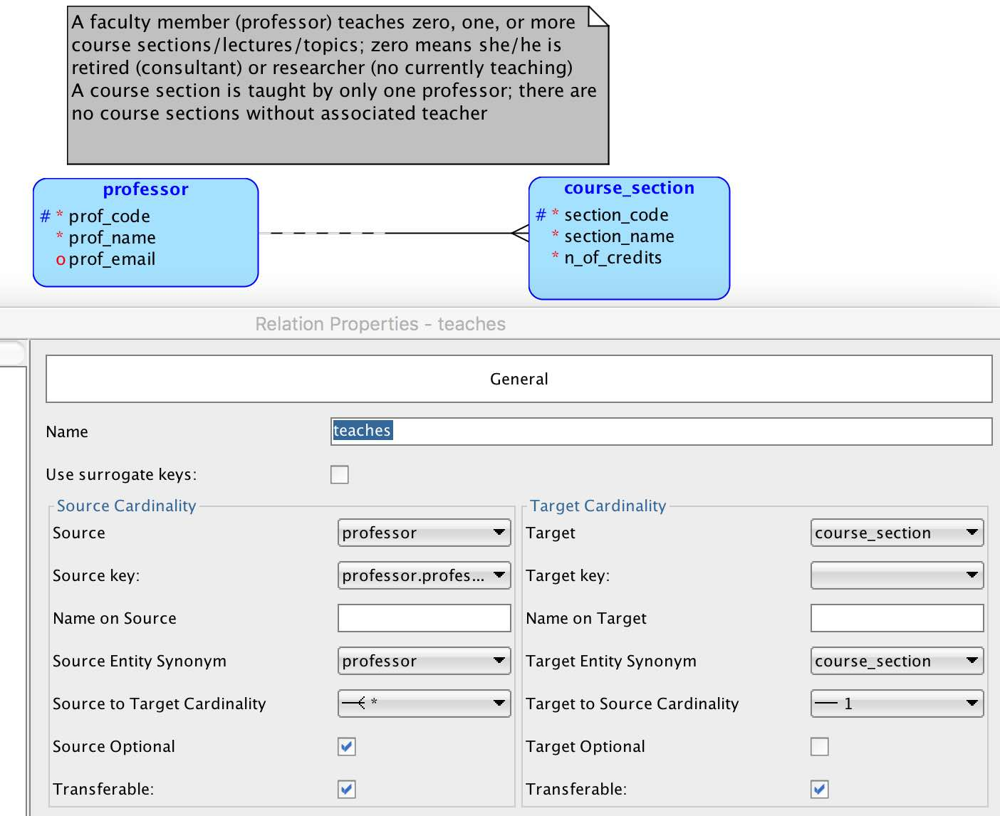 A faculty member (professor) teaches zero, one, or more
course sections/lectures/topics; zero means she/he is
retired (consultant) or researcher (no currently teaching)
A course section is taught by only one professor; there are
no course sections without associated teacher
professor
# * prof_code
* prof_name
o prof_email
course_section
# * section_code
* section_name
* n_of_credits
Relation Properties - teaches
General
Name teaches
Use surrogate keys:
Source Cardinality
Source professor
Source key: professor.profes...
Name on Source
Source Entity Synonym professor
Source to Target Cardinality *
Source Optional
Transferable:
Target Cardinality
Target course_section
Target key:
Name on Target
Target Entity Synonym course_section
Target to Source Cardinality 1
Target Optional
Transferable: